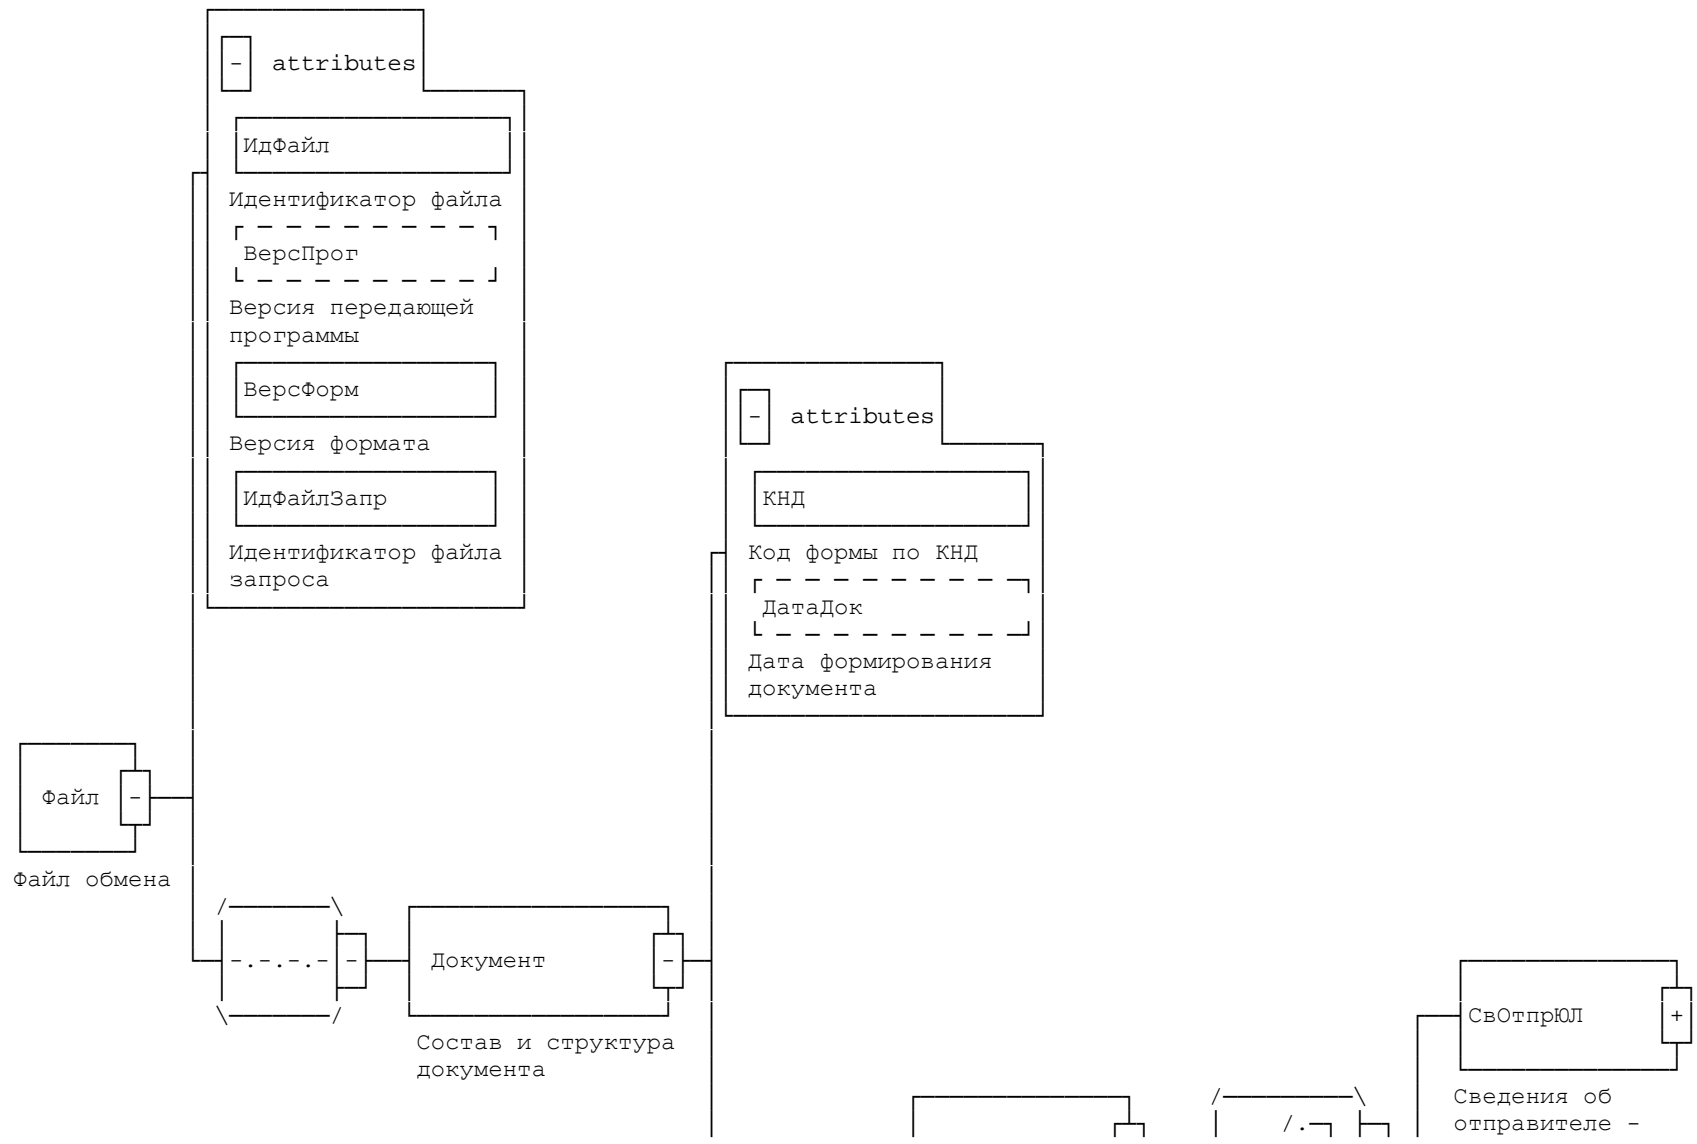 - attributes
ИдФайл
Идентификатор файла
ВерсПрог
Версия передающей
программы
ВерсФорм
Версия формата
ИдФайлЗапр
Идентификатор файла
запроса
- attributes
КНД
Код формы по КНД
ДатаДок
Дата формирования
документа
Файл -
Файл обмена
-.-.-.- -
Документ -
Состав и структура
документа
СвОтпрЮЛ +
Сведения об
отправителе -
/.